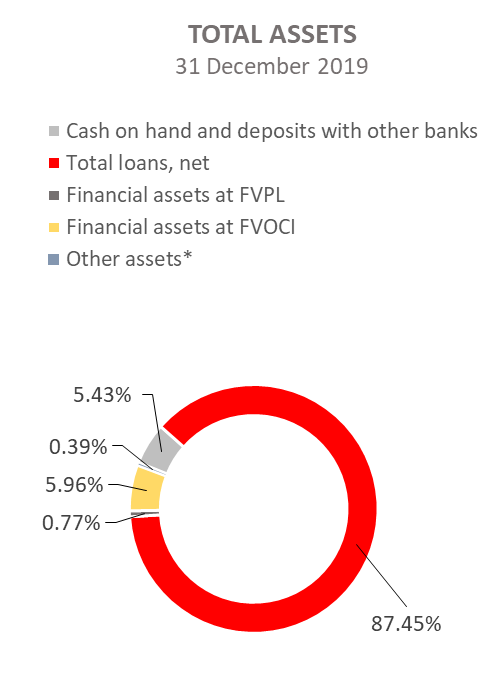 TOTAL ASSETS
31 December 2019
Cash on hand and deposits with other banks
Total loans, net
Financial assets at FVPL
Financial assets at FVOCI
Other assets*
5.43%
0.39%
5.96%
0.77%
87.45%